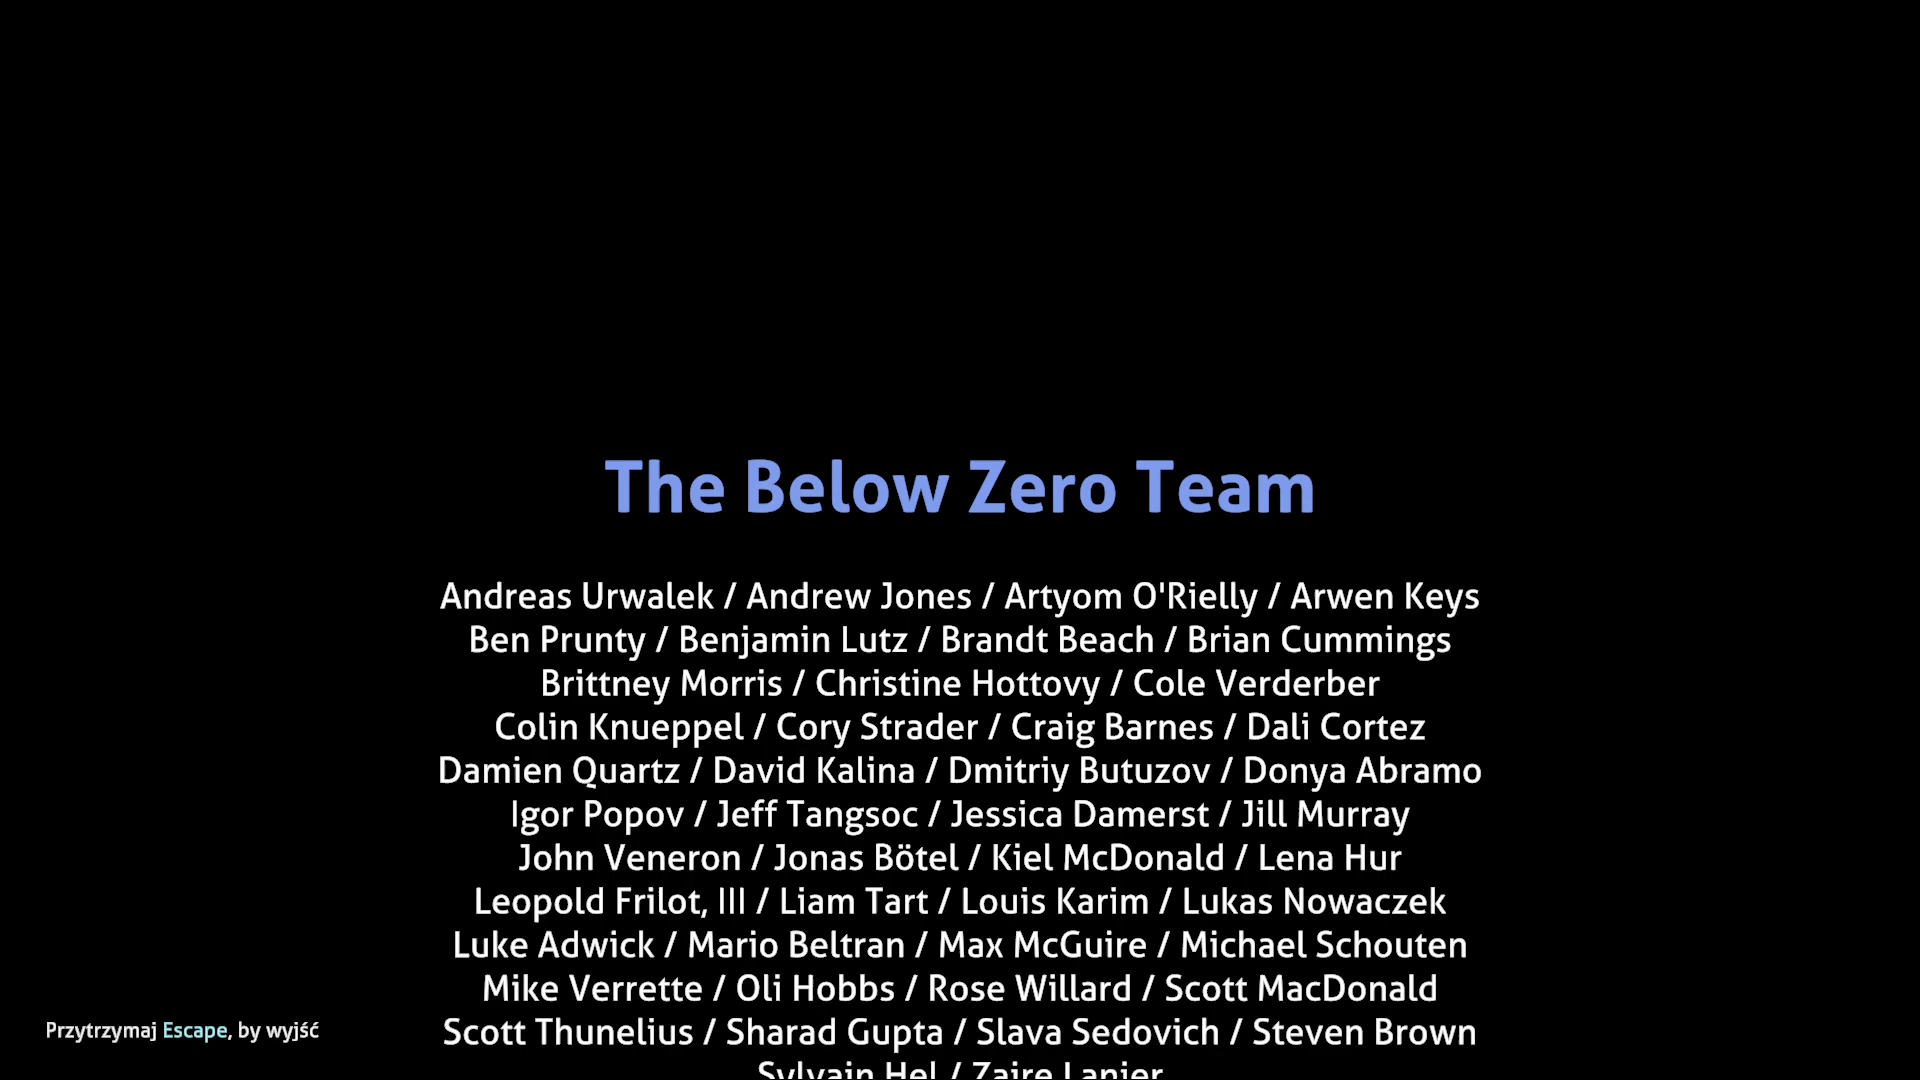 The Below Zero Team
Andreas Urwalek / Andrew Jones / Artyom O'Rielly / Arwen Keys
Ben Prunty / Benjamin Lutz / Brandt Beach / Brian Cummings
Brittney Morris / Christine Hottovy / Cole Verderber
Colin Knueppel / Cory Strader / Craig Barnes / Dali Cortez
Damien Quartz / David Kalina / Dmitriy Butuzov / Donya Abramo
Igor Popov / Jeff Tangsoc / Jessica Damerst / Jill Murray
John Veneron / Jonas Bötel / Kiel McDonald / Lena Hur
Leopold Frilot, III / Liam Tart / Louis Karim / Lukas Nowaczek
Luke Adwick / Mario Beltran / Max McGuire / Michael Schouten
Mike Verrette / Oli Hobbs / Rose Willard / Scott MacDonald
Scott Thunelius / Sharad Gupta / Slava Sedovich / Steven Brown
Sylvain Hel / Zaire Lanier
Przytrzymaj Escape, by wyjść